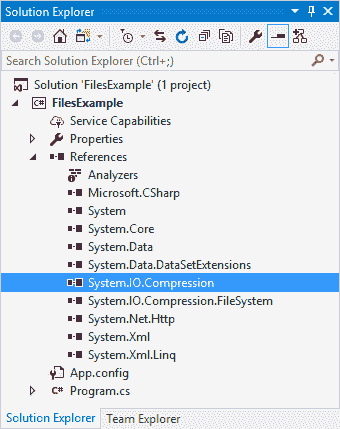 Solution Explorer
Search Solution Explorer (Ctrl+;)
Solution 'FilesExample' (1 project)
C# FilesExample
Service Capabilities
Properties
References
Analyzers
Microsoft.CSharp
System
System.Core
System.Data
System.Data.DataSetExtensions
System.IO.Compression
System.IO.Compression.FileSystem
System.Net.Http
System.Xml
System.Xml.Linq
App.config
C# Program.cs
Solution Explorer Team Explorer